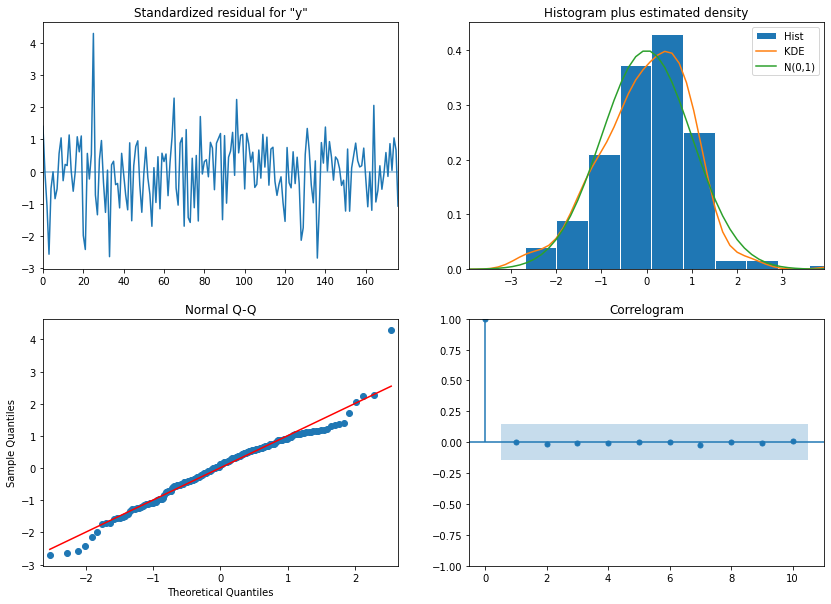 Standardized residual for "y"
4
3
2
1
0
−1
−2
−3
0 20 40 60 80 100 120 140 160
Histogram plus estimated density
Hist
KDE
N(0,1)
0.4
0.3
0.2
0.1
0.0
−3 −2 −1 0 1 2 3
Normal Q-Q
Sample Quantiles
4
3
2
1
0
−1
−2
−3
−2 −1 0 1 2
Theoretical Quantiles
Correlogram
1.00
0.75
0.50
0.25
0.00
−0.25
−0.50
−0.75
−1.00
0 2 4 6 8 10